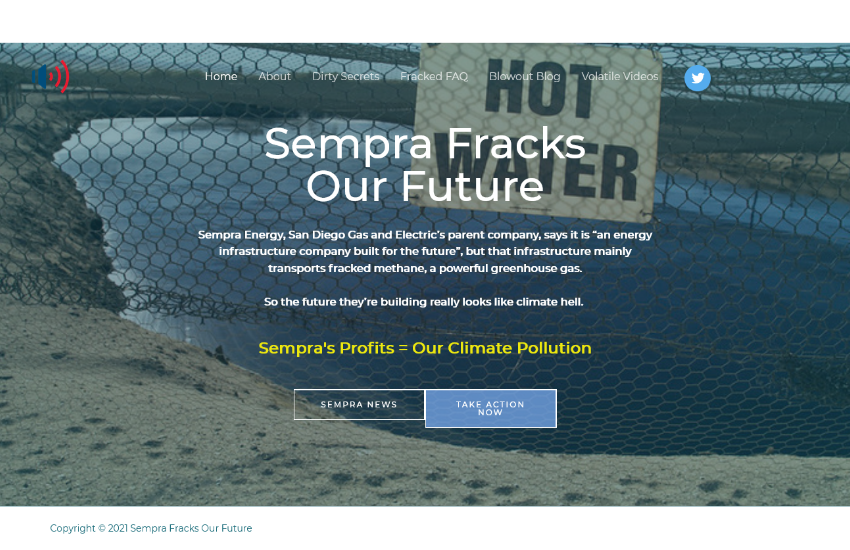 Home About Dirty Secrets Fracked FAQ Blowout Blog Volatile Videos
HOT
WATER
Sempra Fracks
Our Future
Sempra Energy, San Diego Gas and Electric's parent company, says it is “an energy
infrastructure company built for the future”, but that infrastructure mainly
transports fracked methane, a powerful greenhouse gas.
So the future they're building really looks like climate hell.
Sempra's Profits = Our Climate Pollution
SEMPRA NEWS
TAKE ACTION
NOW
Copyright © 2021 Sempra Fracks Our Future